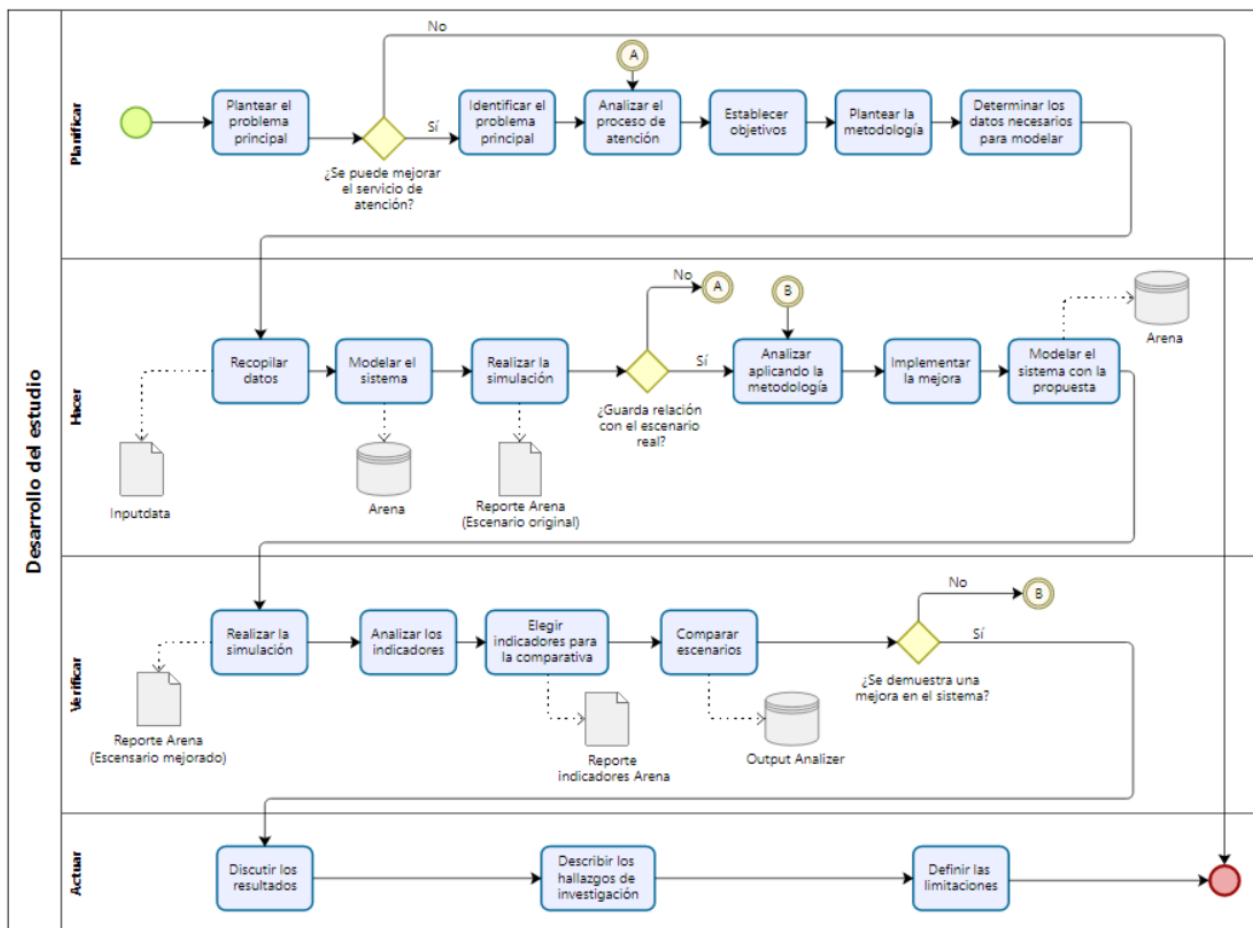 Desarrollo del estudio
Planificar
No
A
Plantear el
problema
principal
¿Se puede mejorar
el servicio de
atención?
Sí
Identificar el
problema
principal
Analizar el
proceso de
atención
Establecer
objetivos
Plantear la
metodología
Determinar los
datos necesarios
para modelar
Hacer
Recopilar
datos
Inputdata
Modelar el
sistema
Arena
Realizar la
simulación
Reporte Arena
(Escenario original)
¿Guarda relación
con el escenario
real?
No
A
Sí
B
Analizar
aplicando la
metodología
Implementar
la mejora
Modelar el
sistema con la
propuesta
Arena
Verificar
Realizar la
simulación
Reporte Arena
(Escensario mejorado)
Analizar los
indicadores
Elegir
indicadores para
la comparativa
Reporte
indicadores Arena
Comparar
escenarios
Output Analizer
¿Se demuestra una
mejora en el sistema?
No
B
Sí
Actuar
Discutir los
resultados
Describir los
hallazgos de
investigación
Definir las
limitaciones